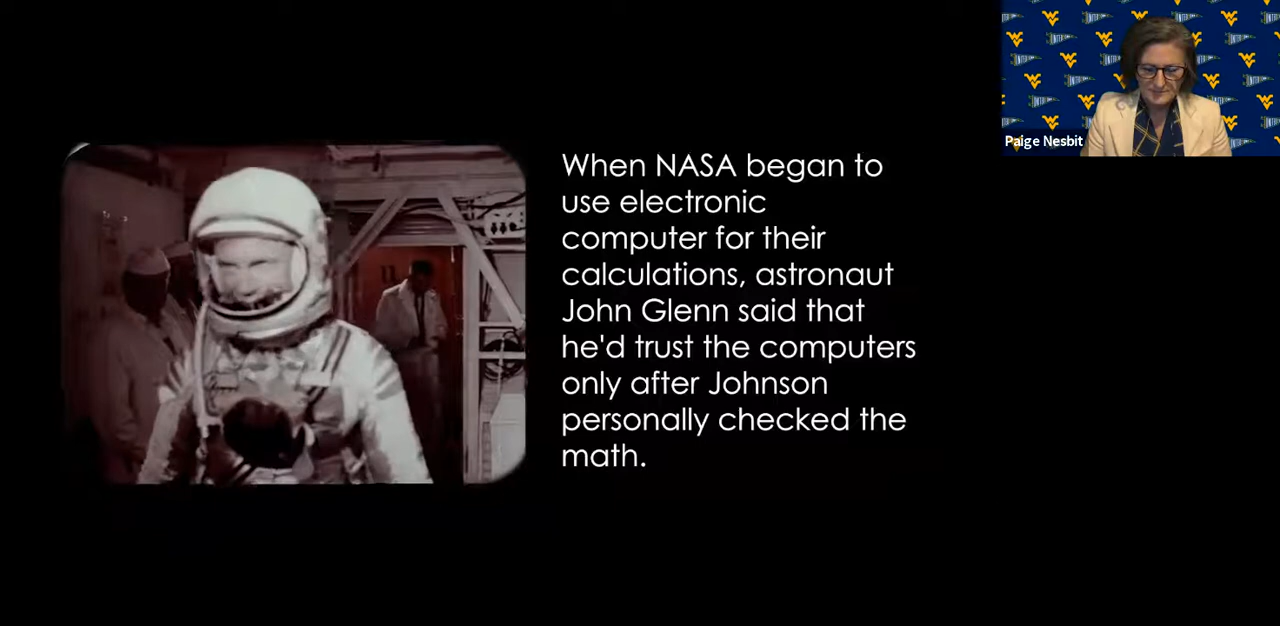 When NASA began to
use electronic
computer for their
calculations, astronaut
John Glenn said that
he'd trust the computers
only after Johnson
personally checked the
math.
Paige Nesbit